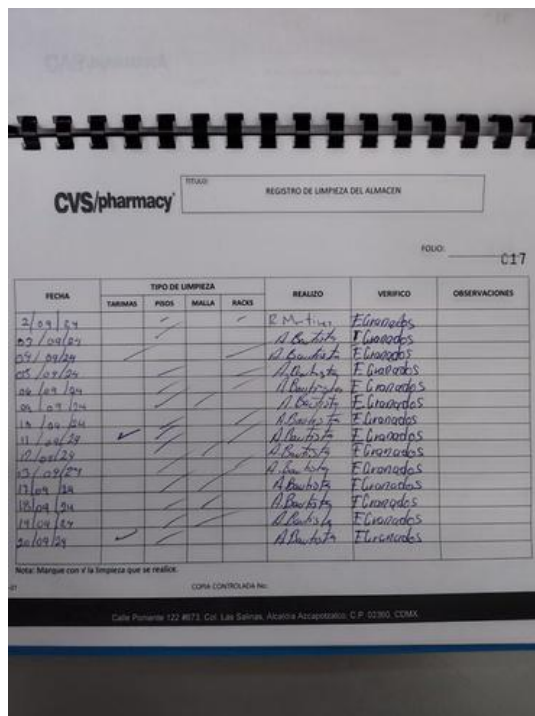 CVS/pharmacy
TITULO:
REGISTRO DE LIMPIEZA DEL ALMACEN
FOLIO: 017
FECHA TIPO DE LIMPIEZA REALIZO VERIFICO OBSERVACIONES
TARIMAS PISOS MALLA RACKS
2/09/24 R Martinez E Granados
03/09/24 A Bautista E Granados
04/09/24 A Bautista E Granados
05/09/24 A. Bautista E Granados
06/09/24 A Bautista E Granados
09/09/24 A. Bautista E Granados
10/09/24 A Bautista E Granados
11/09/24 ✓ A Bautista E Granados
12/09/24 A. Bautista E Granados
13/09/24 A. Bautista E Granados
17/09/24 A. Bautista E Granados
18/09/24 A. Bautista E Granados
19/09/24 A Bautista E Granados
20/09/24 ✓ A. Bautista E Granados
Nota: Marque con √ la limpieza que se realice.
COPIA CONTROLADA No:
Calle Poniente 122 #673, Col. Las Salinas, Alcaldía Azcapotzalco, C.P. 02360, CDMX